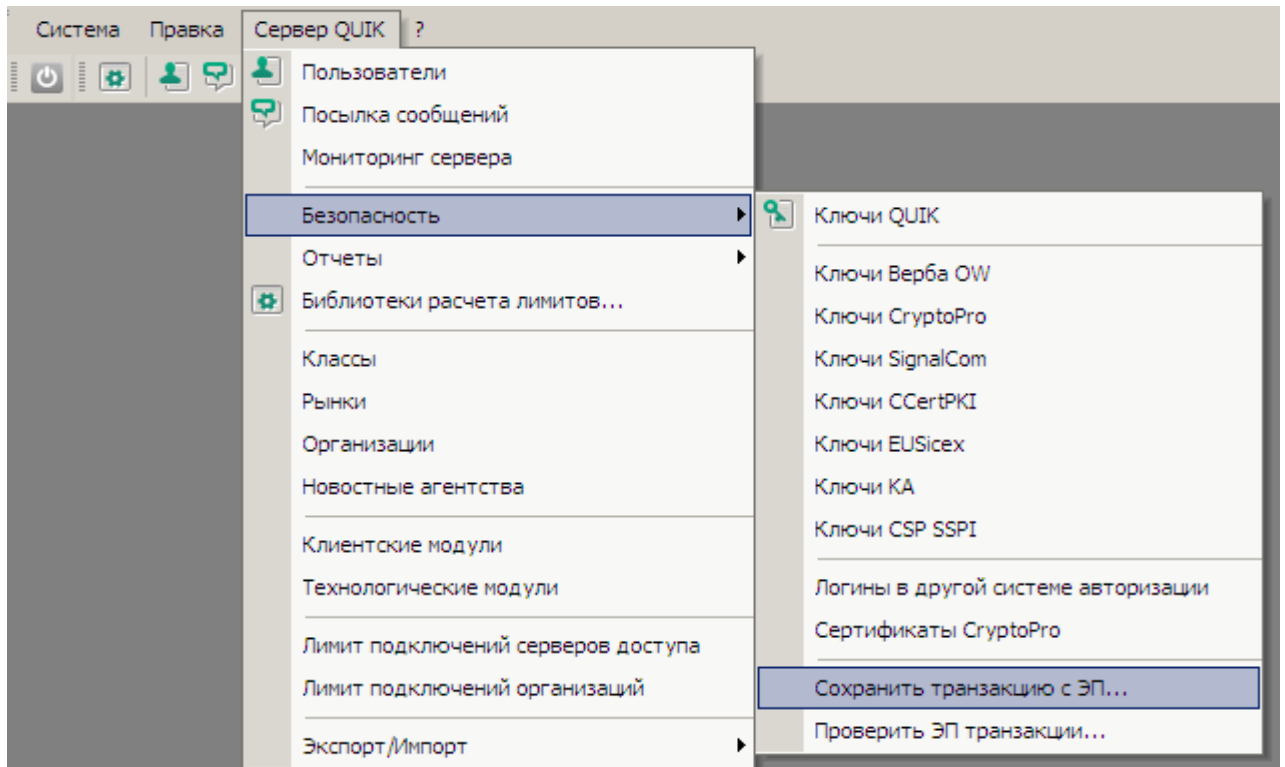 Система Правка Сервер QUIK ?
Пользователи
Посылка сообщений
Мониторинг сервера
Безопасность
Отчеты
Библиотеки расчета лимитов...
Классы
Рынки
Организации
Новостные агентства
Клиентские модули
Технологические модули
Лимит подключений серверов доступа
Лимит подключений организаций
Экспорт/Импорт
Ключи QUIK
Ключи Верба OW
Ключи CryptoPro
Ключи SignalCom
Ключи CCertPKI
Ключи EUSicex
Ключи КА
Ключи CSP SSPI
Логины в другой системе авторизации
Сертификаты CryptoPro
Сохранить транзакцию с ЭП...
Проверить ЭП транзакции...